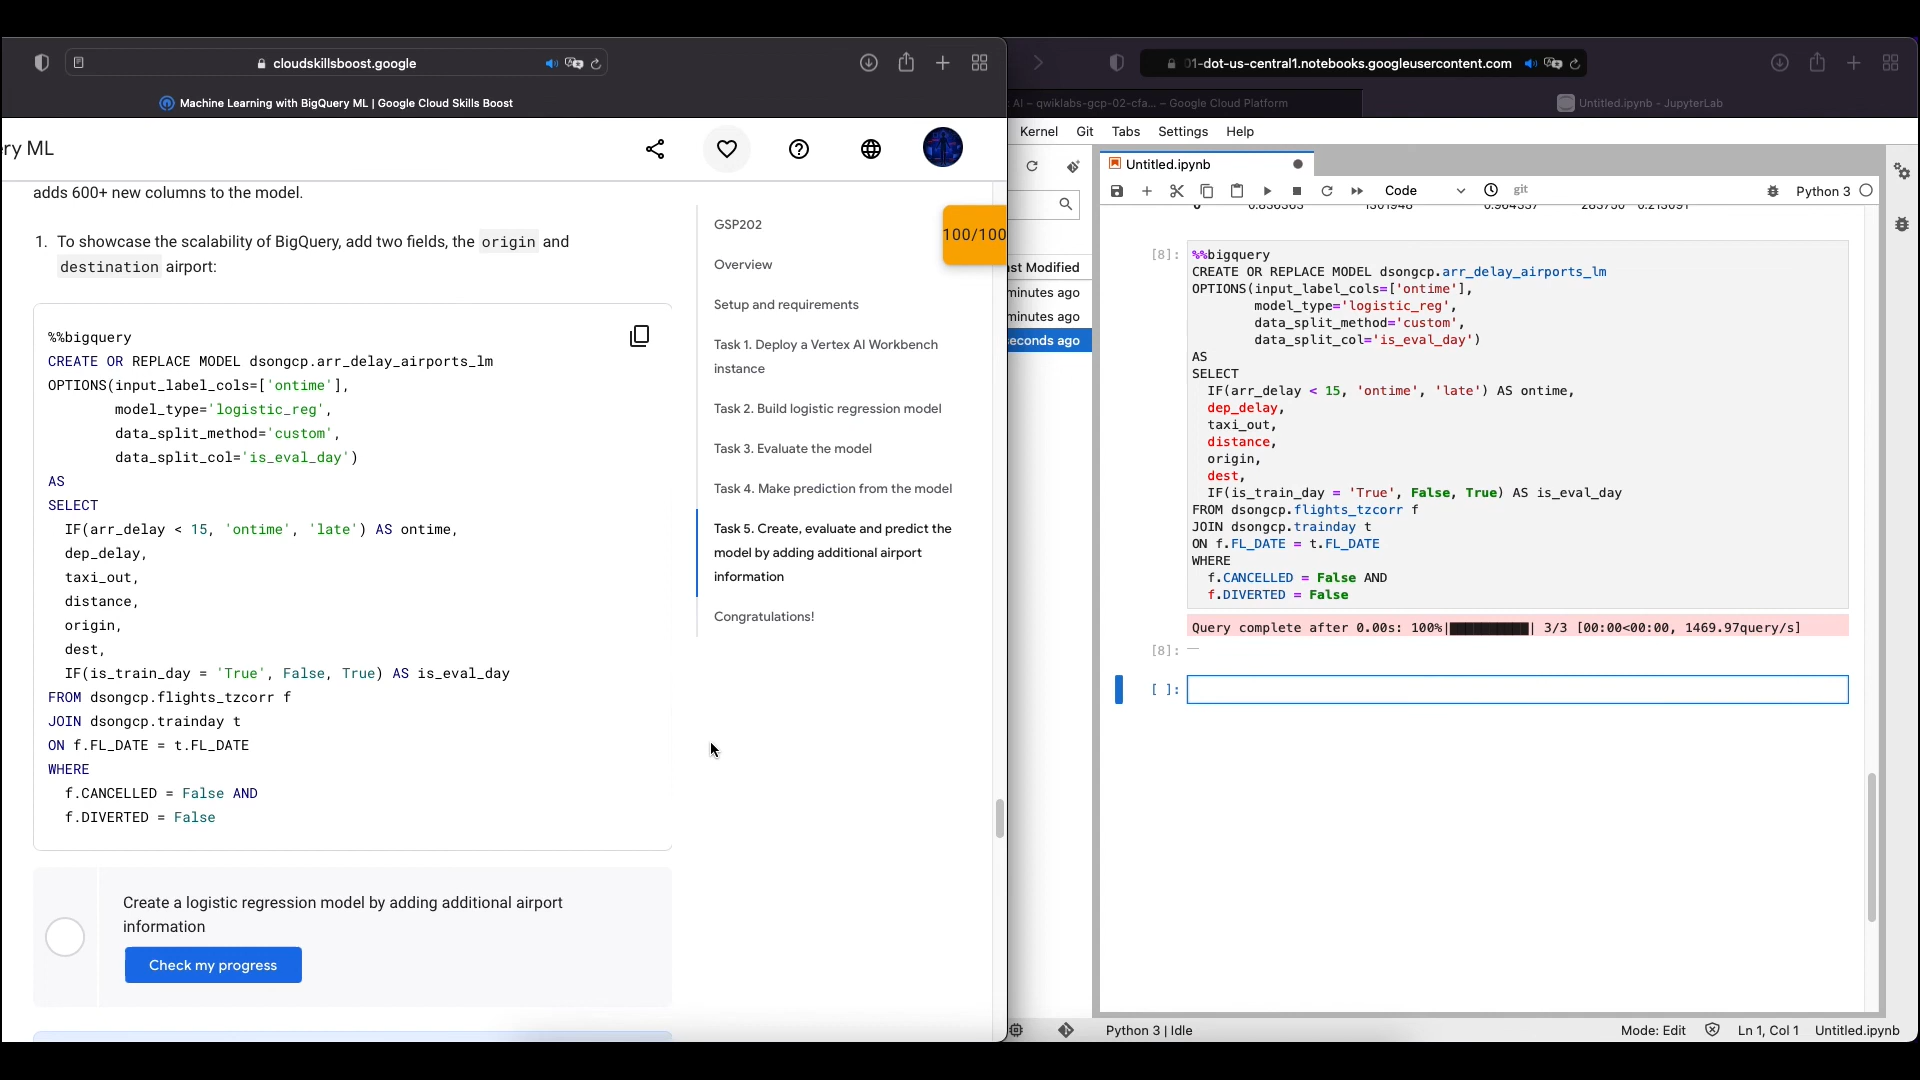 cloudskillsboost.google
Machine Learning with BigQuery ML | Google Cloud Skills Boost
ry ML
adds 600+ new columns to the model.
1. To showcase the scalability of BigQuery, add two fields, the origin and
destination airport:
%%bigquery
CREATE OR REPLACE MODEL dsongcp.arr_delay_airports_lm
OPTIONS(input_label_cols=['ontime'],
model_type='logistic_reg',
data_split_method='custom',
data_split_col='is_eval_day')
AS
SELECT
IF(arr_delay < 15, 'ontime', 'late') AS ontime,
dep_delay,
taxi_out,
distance,
origin,
dest,
IF(is_train_day = 'True', False, True) AS is_eval_day
FROM dsongcp.flights_tzcorr f
JOIN dsongcp.trainday t
ON f.FL_DATE = t.FL_DATE
WHERE
f.CANCELLED = False AND
f.DIVERTED = False
Create a logistic regression model by adding additional airport
information
Check my progress
GSP202
Overview
Setup and requirements
Task 1. Deploy a Vertex AI Workbench
instance
Task 2. Build logistic regression model
Task 3. Evaluate the model
Task 4. Make prediction from the model
Task 5. Create, evaluate and predict the
model by adding additional airport
information
Congratulations!
100/100
01-dot-us-central1.notebooks.googleusercontent.com
AI – qwiklabs-gcp-02-cfa... – Google Cloud Platform
Untitled.ipynb - JupyterLab
Kernel Git Tabs Settings Help
Untitled.ipynb
Code git Python 3
st Modified
minutes ago
minutes ago
seconds ago
[8]: %%bigquery
CREATE OR REPLACE MODEL dsongcp.arr_delay_airports_lm
OPTIONS(input_label_cols=['ontime'],
model_type='logistic_reg',
data_split_method='custom',
data_split_col='is_eval_day')
AS
SELECT
IF(arr_delay < 15, 'ontime', 'late') AS ontime,
dep_delay,
taxi_out,
distance,
origin,
dest,
IF(is_train_day = 'True', False, True) AS is_eval_day
FROM dsongcp.flights_tzcorr f
JOIN dsongcp.trainday t
ON f.FL_DATE = t.FL_DATE
WHERE
f.CANCELLED = False AND
f.DIVERTED = False
Query complete after 0.00s: 100%|██████████| 3/3 [00:00<00:00, 1469.97query/s]
[8]: —
[ ]:
Python 3 | Idle
Mode: Edit Ln 1, Col 1 Untitled.ipynb